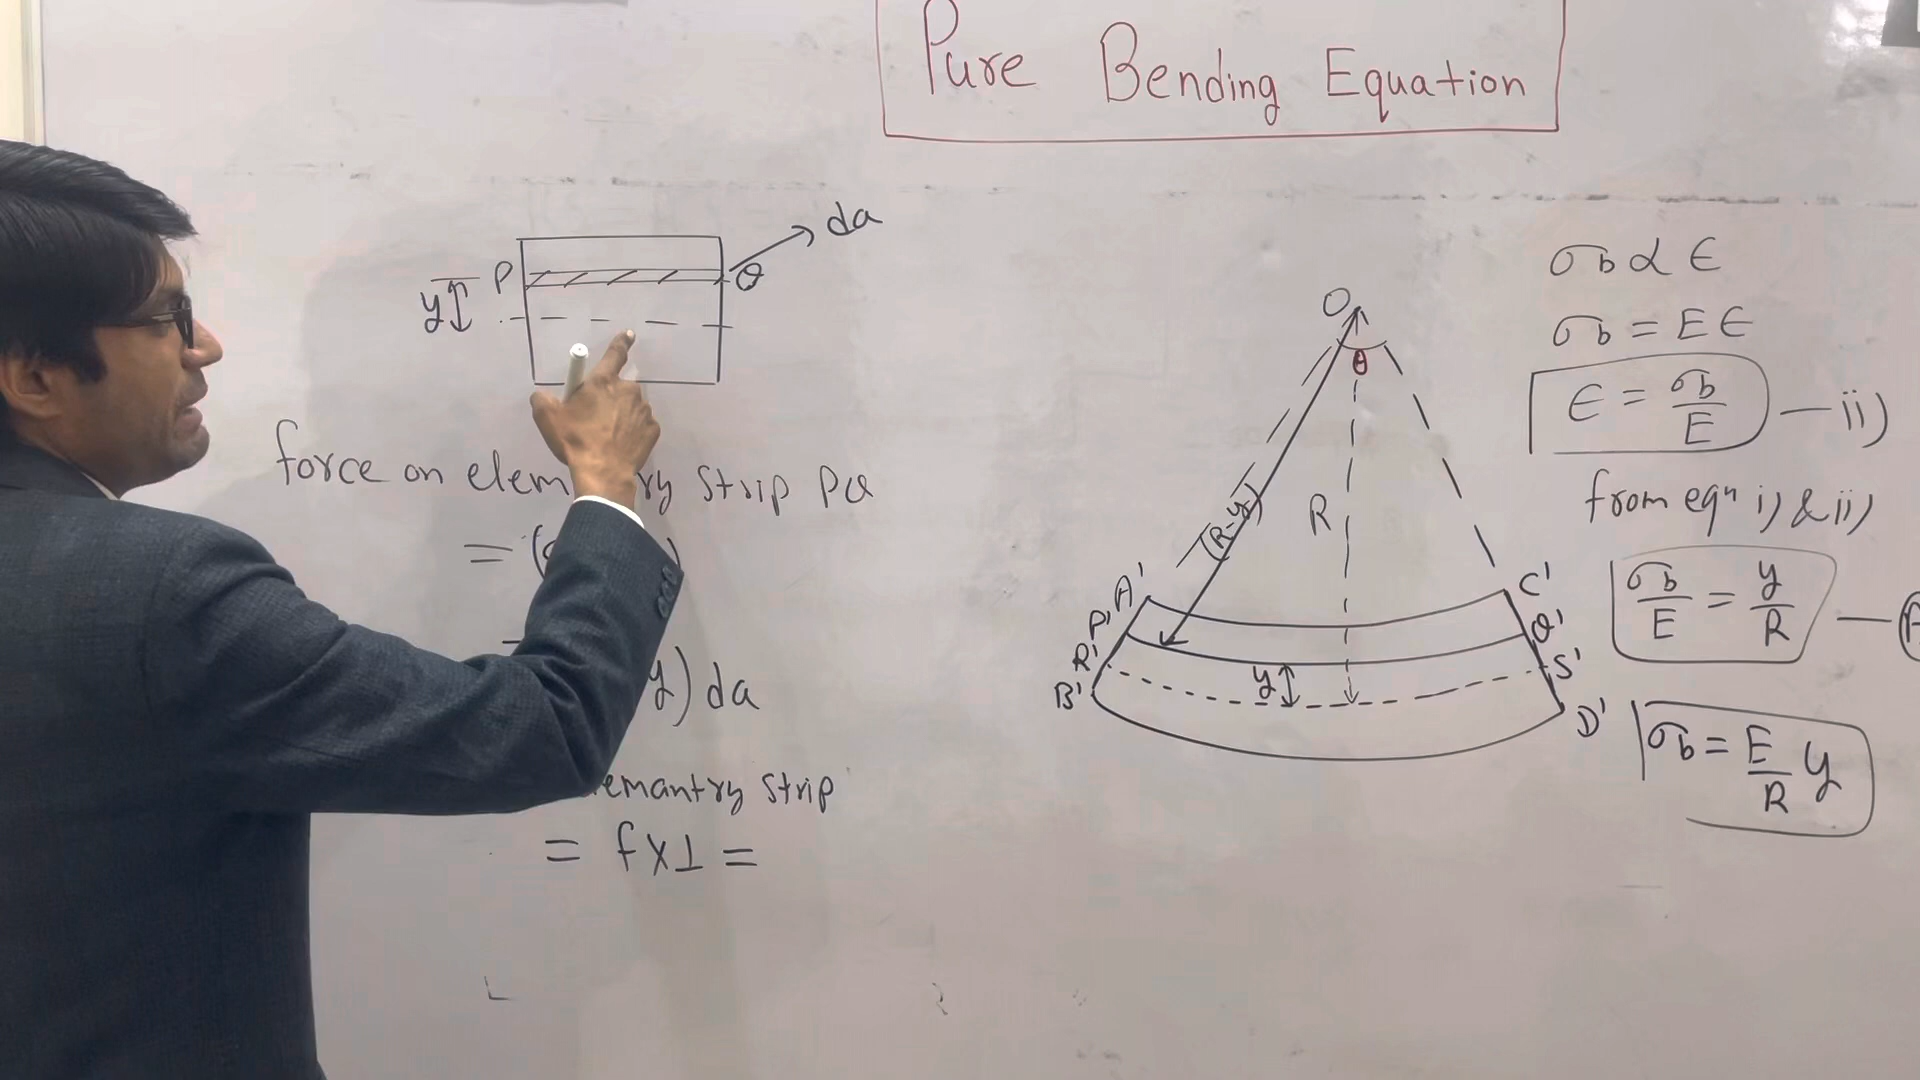 Pure Bending Equation
da
P
Q
y
force on elem ry strip PQ
= (
y) da
emantry strip
= f x ⊥ =
O
θ
R
(R-y)
A'
P'
R'
B'
C'
Q'
S'
D'
y
σb α ϵ
σb = E ϵ
ϵ = σb/E — ii)
from eqn i) & ii)
σb/E = y/R —
σb = E/R y